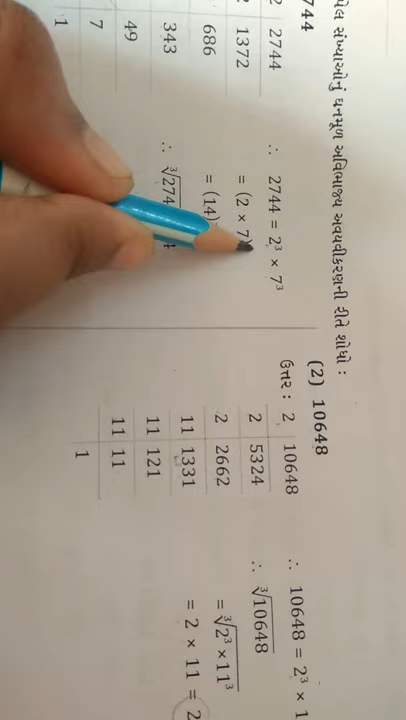 સંખ્યાઓનું ઘનમૂળ અવિભાજ્ય અવયવીકરણની રીતે શોધો :
744
2 2744
1372
686
343
49
7
1
∴ 2744 = 2³ × 7³
= (2 × 7)
= (14)
∴ ∛274
(2) 10648
ઉત્તર : 2 10648
2 5324
2 2662
11 1331
11 121
11 11
1
∴ 10648 = 2³ × 1
∴ ∛10648
= ∛2³ × 11³
= 2 × 11 = 2